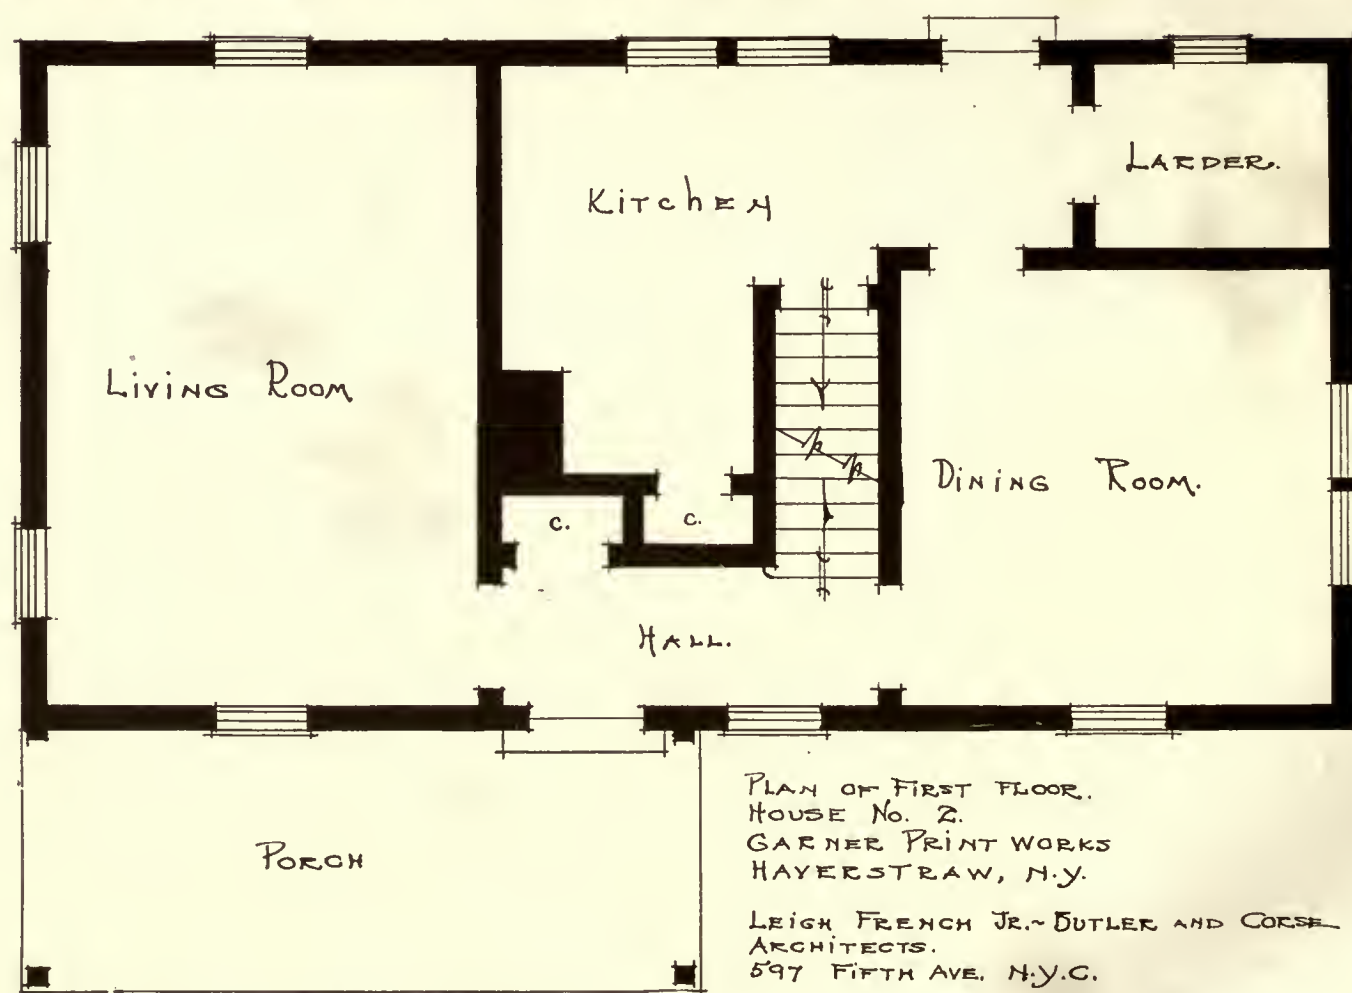 KITCHEN
LARDER.
LIVING ROOM
DINING ROOM.
C.
C.
HALL.
PORCH
PLAN OF FIRST FLOOR.
HOUSE No. 2.
GARNER PRINT WORKS
HAVERSTRAW, N.Y.
LEIGH FRENCH JR.~ BUTLER AND CORSE
ARCHITECTS.
597 FIFTH AVE. N.Y.C.